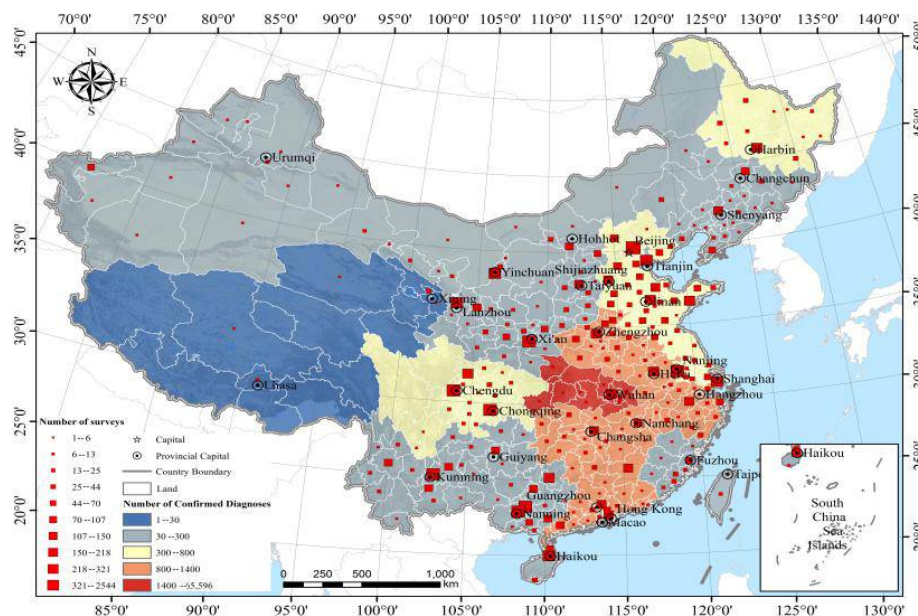 70°0' 75°0' 80°0' 85°0' 90°0' 95°0' 100°0' 105°0' 110°0' 115°0' 120°0' 125°0' 130°0' 135°0' 140°0'
45°0'
40°0'
35°0'
30°0'
25°0'
20°0'
N
W E
S
Urumqi
Harbin
Changchun
Shenyang
Hohho
Beijing
Tianjin
Yinchuan
Shijiazhuang
Taiyuan
Xining
Lanzhou
Jinan
Xi'an
Zhengzhou
Nanjing
Hefei
Shanghai
Hangzhou
Lhasa
Chengdu
Chongqing
Wuhan
Nanchang
Changsha
Guiyang
Fuzhou
Taipe
Kunming
Guangzhou
Nanning
Hong Kong
Macao
Haikou
Haikou
South
China
Sea
Islands
Number of surveys
1--6
6--13
13--25
25--44
44--70
70--107
107--150
150--218
218--321
321--2544
Capital
Provincial Capital
Country Boundary
Land
Number of Confirmed Diagnoses
1--30
30--300
300--800
800--1400
1400--65,596
0 250 500 1,000
km
85°0' 90°0' 95°0' 100°0' 105°0' 110°0' 115°0' 120°0' 125°0' 130°0'